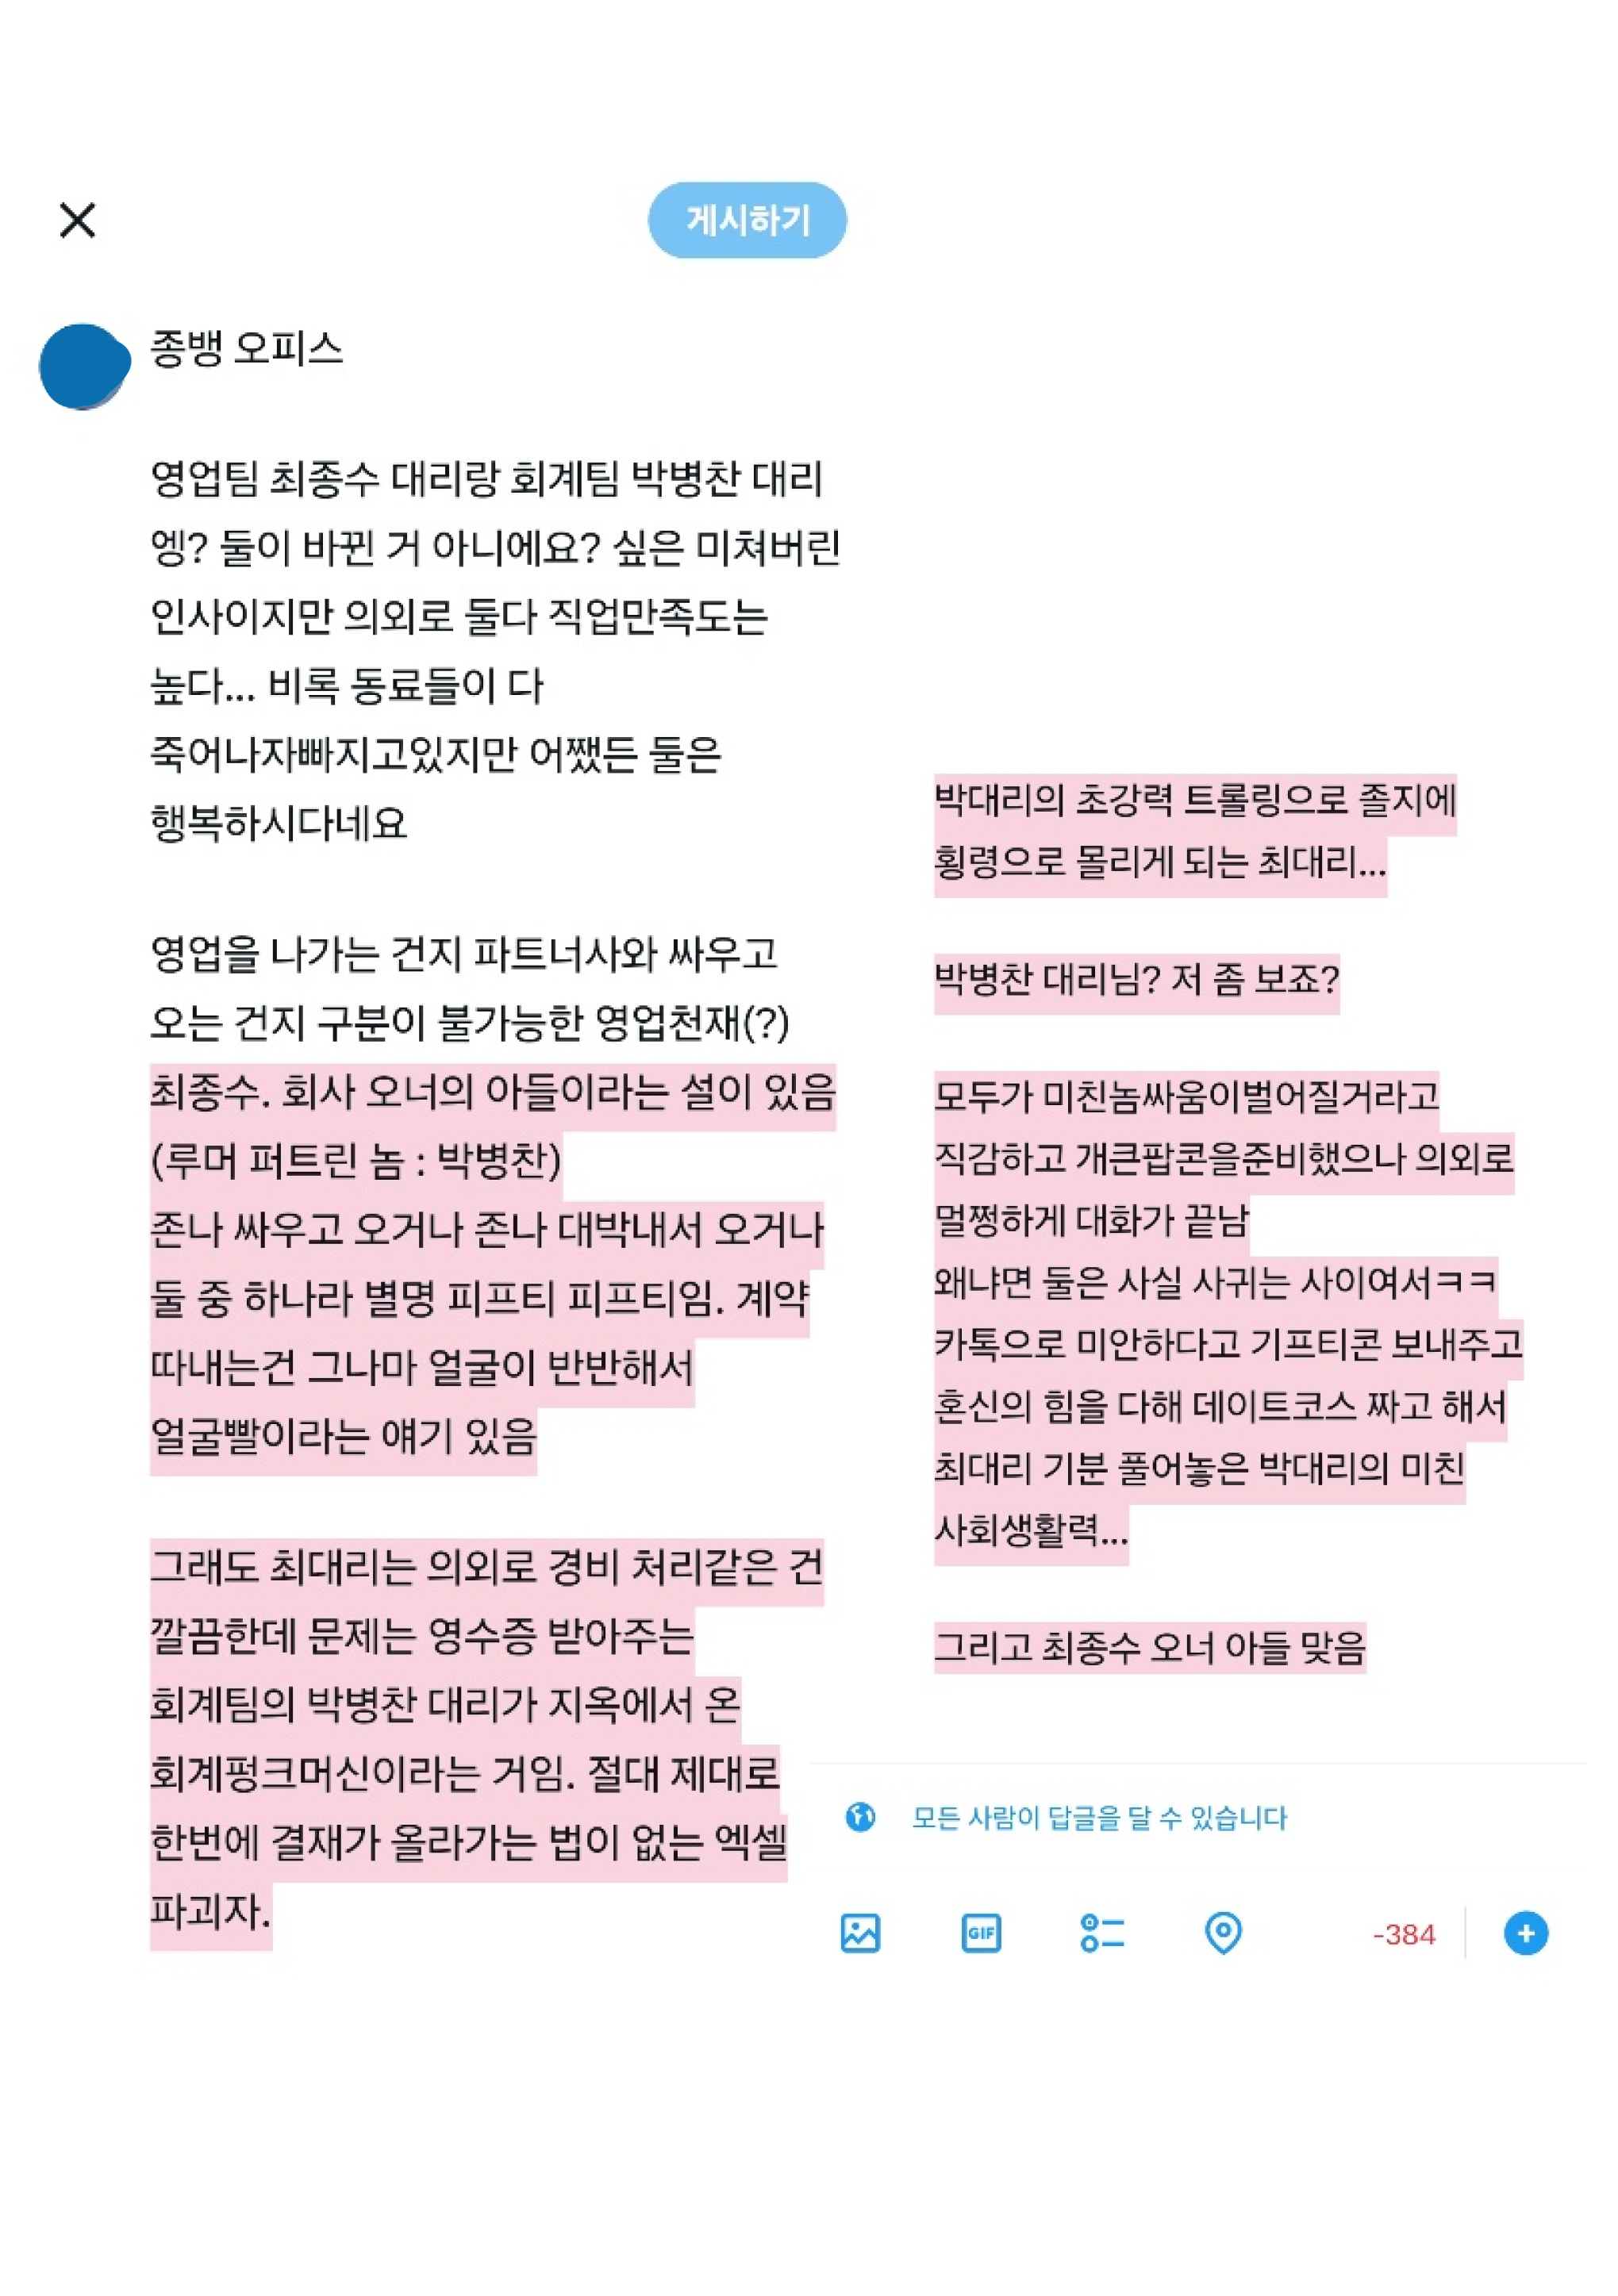 게시하기
종뱅 오피스
영업팀 최종수 대리랑 회계팀 박병찬 대리
엥? 둘이 바뀐 거 아니에요? 싶은 미쳐버린
인사이지만 의외로 둘다 직업만족도는
높다... 비록 동료들이 다
죽어나자빠지고있지만 어쨌든 둘은
행복하시다네요
영업을 나가는 건지 파트너사와 싸우고
오는 건지 구분이 불가능한 영업천재(?)
최종수. 회사 오너의 아들이라는 설이 있음
(루머 퍼트린 놈 : 박병찬)
존나 싸우고 오거나 존나 대박내서 오거나
둘 중 하나라 별명 피프티 피프티임. 계약
따내는건 그나마 얼굴이 반반해서
얼굴빨이라는 얘기 있음
그래도 최대리는 의외로 경비 처리같은 건
깔끔한데 문제는 영수증 받아주는
회계팀의 박병찬 대리가 지옥에서 온
회계펑크머신이라는 거임. 절대 제대로
한번에 결재가 올라가는 법이 없는 엑셀
파괴자.
박대리의 초강력 트롤링으로 졸지에
횡령으로 몰리게 되는 최대리...
박병찬 대리님? 저 좀 보죠?
모두가 미친놈싸움이벌어질거라고
직감하고 개큰팝콘을준비했으나 의외로
멀쩡하게 대화가 끝남
왜냐면 둘은 사실 사귀는 사이여서ㅋㅋ
카톡으로 미안하다고 기프티콘 보내주고
혼신의 힘을 다해 데이트코스 짜고 해서
최대리 기분 풀어놓은 박대리의 미친
사회생활력...
그리고 최종수 오너 아들 맞음
모든 사람이 답글을 달 수 있습니다
GIF
-384